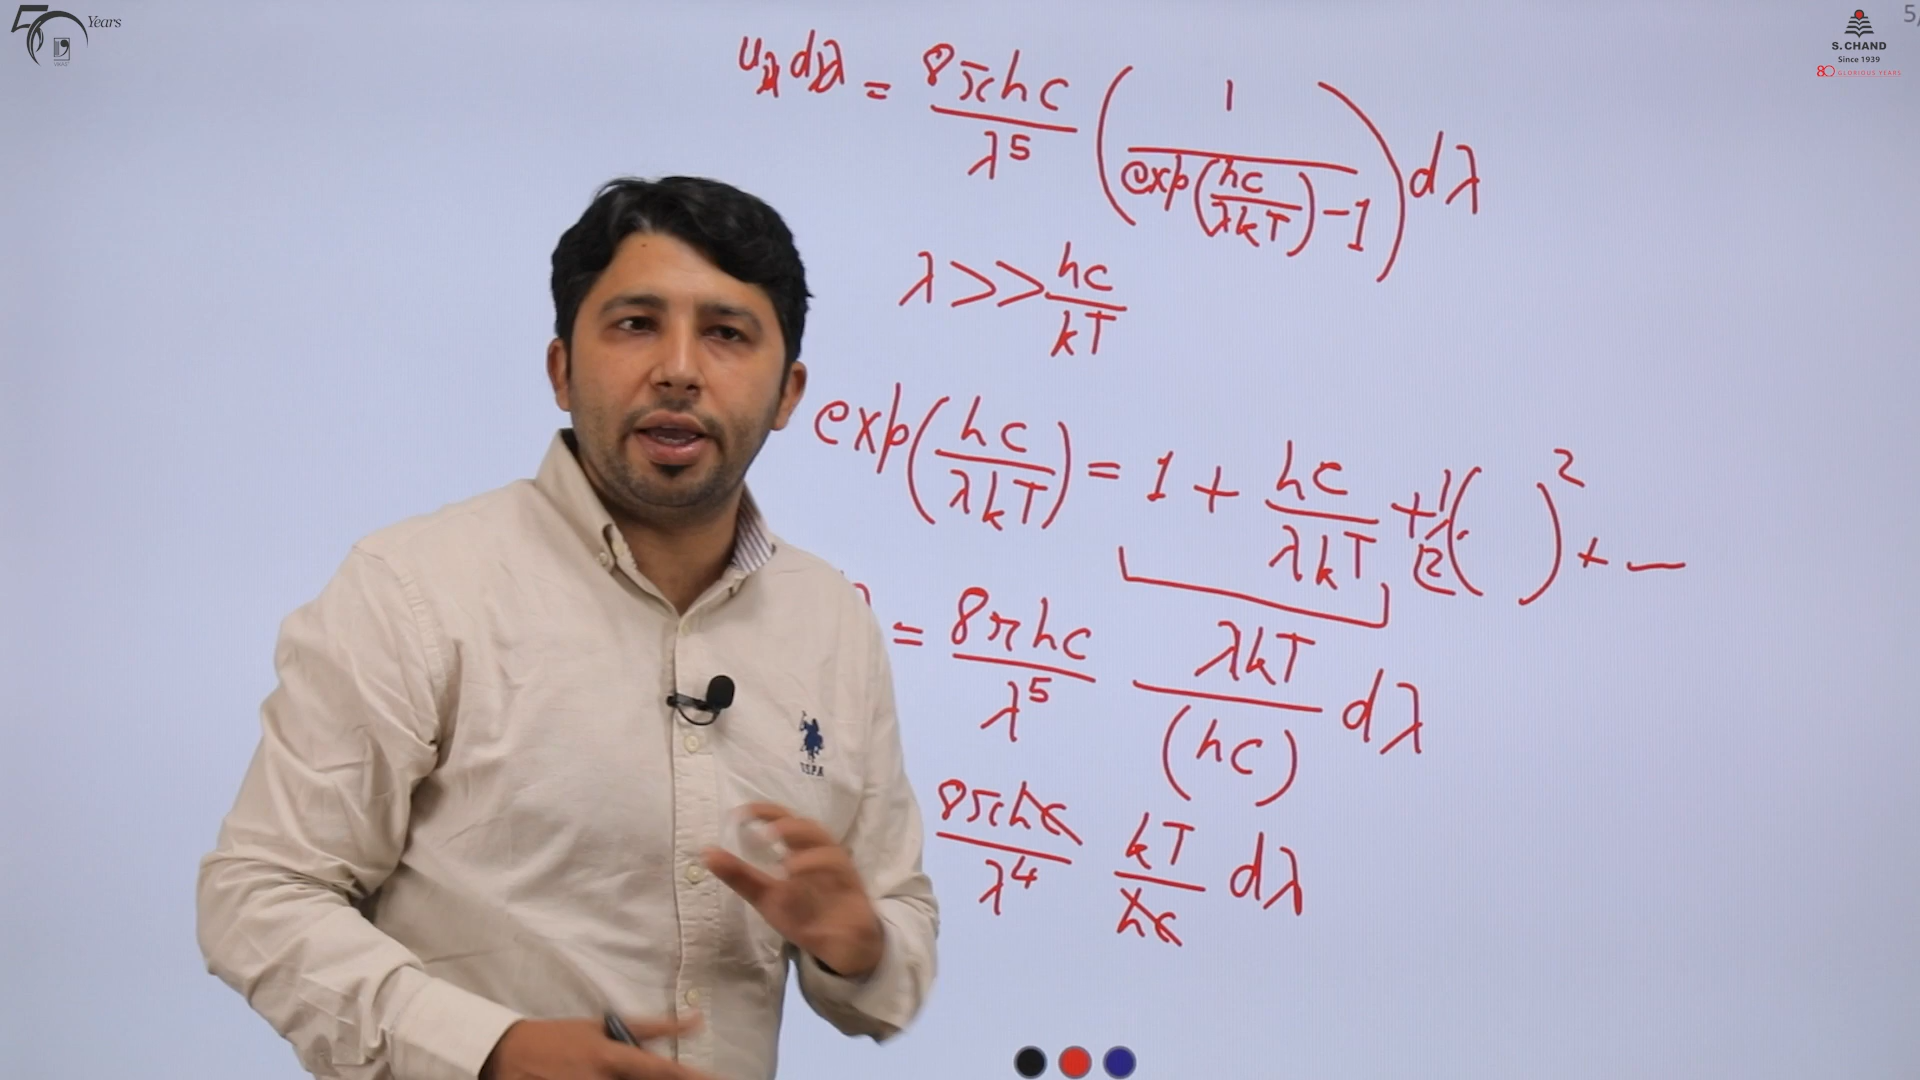 50 Years
S. CHAND
Since 1939
80 GLORIOUS YEARS
5
u_λ dλ = 8πhc/λ^5 (1/(exp(hc/λkT) - 1)) dλ
λ >> hc/kT
exp(hc/λkT) = 1 + hc/λkT + 1/2 ( )^2 + —
= 8πhc/λ^5 λkT/(hc) dλ
8πhc/λ^4 kT/hc dλ
U.S.P.A